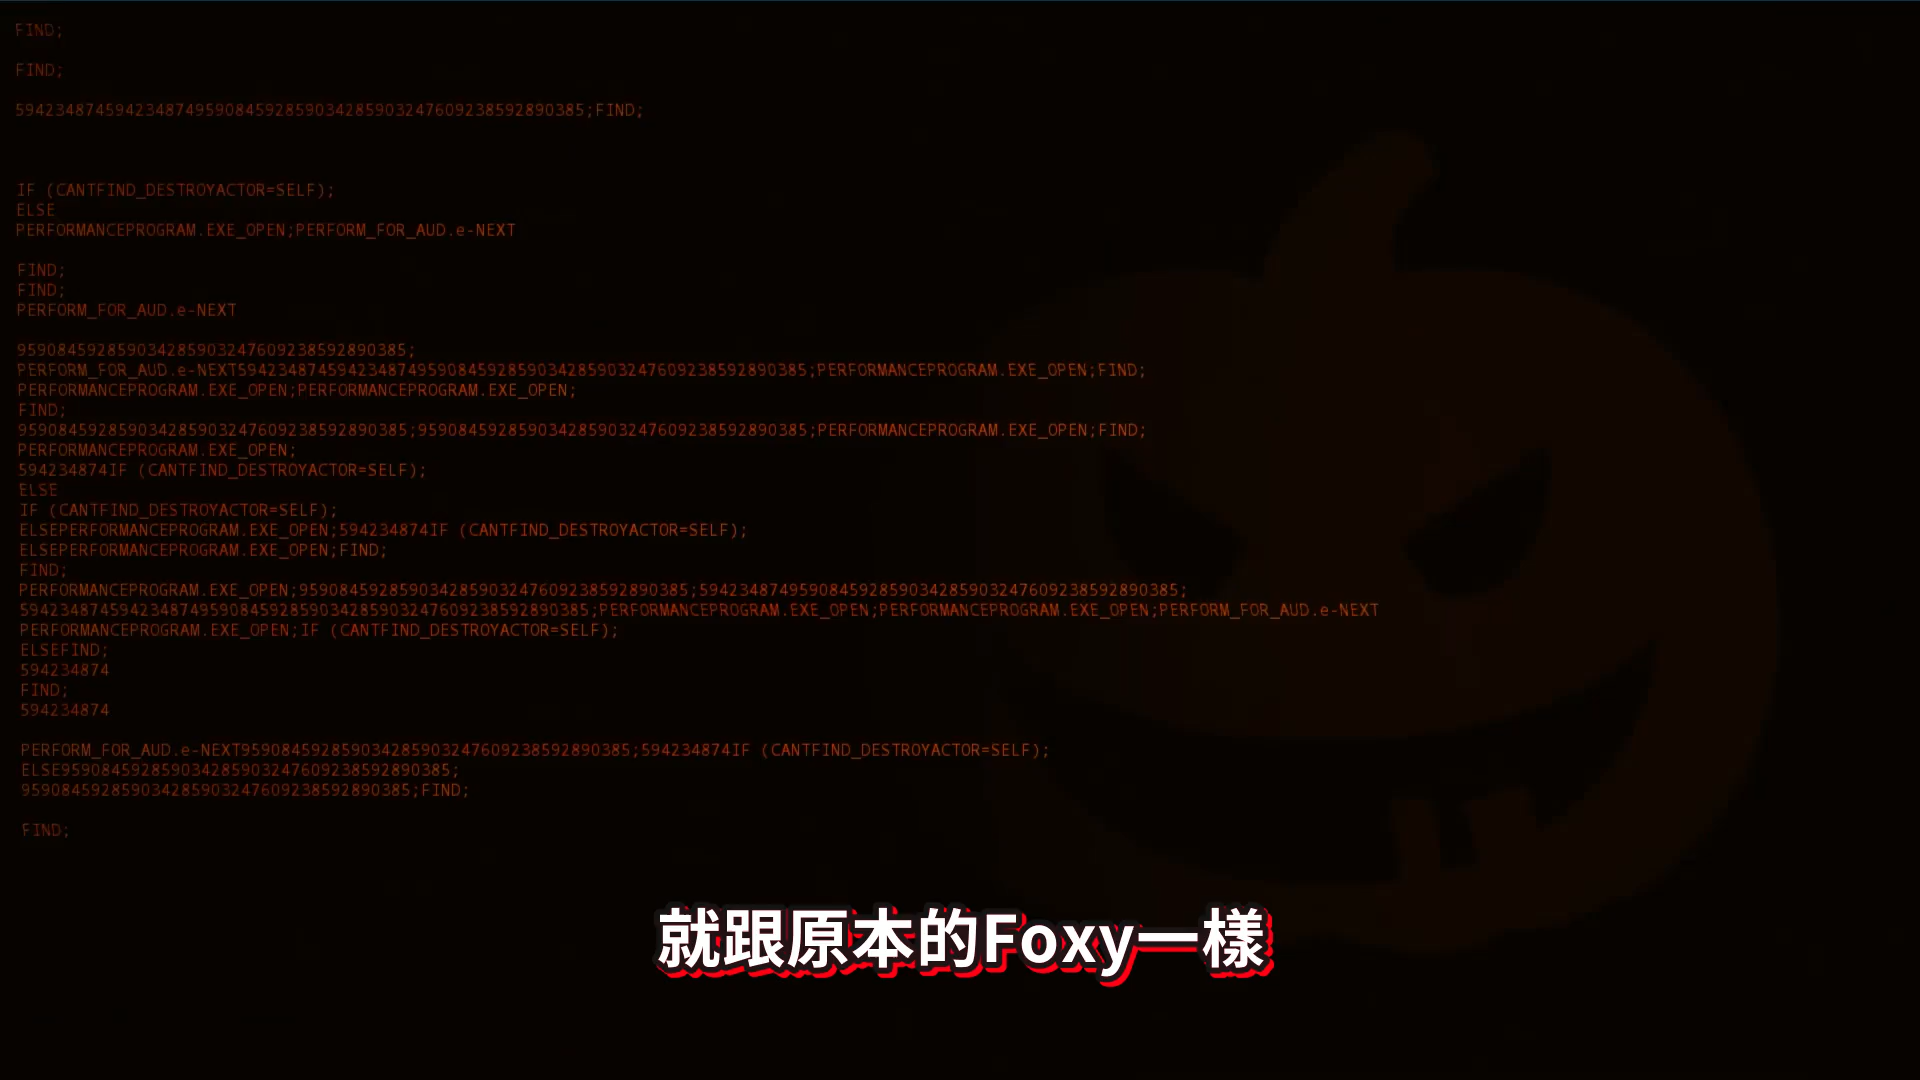 FIND;
FIND;
594234874594234874959084592859034285903247609238592890385;FIND;
IF (CANTFIND_DESTROYACTOR=SELF);
ELSE
PERFORMANCEPROGRAM.EXE_OPEN;PERFORM_FOR_AUD.e-NEXT
FIND;
FIND;
PERFORM_FOR_AUD.e-NEXT
959084592859034285903247609238592890385;
PERFORM_FOR_AUD.e-NEXT594234874594234874959084592859034285903247609238592890385;PERFORMANCEPROGRAM.EXE_OPEN;FIND;
PERFORMANCEPROGRAM.EXE_OPEN;PERFORMANCEPROGRAM.EXE_OPEN;
FIND;
959084592859034285903247609238592890385;959084592859034285903247609238592890385;PERFORMANCEPROGRAM.EXE_OPEN;FIND;
PERFORMANCEPROGRAM.EXE_OPEN;
594234874IF (CANTFIND_DESTROYACTOR=SELF);
ELSE
IF (CANTFIND_DESTROYACTOR=SELF);
ELSEPERFORMANCEPROGRAM.EXE_OPEN;594234874IF (CANTFIND_DESTROYACTOR=SELF);
ELSEPERFORMANCEPROGRAM.EXE_OPEN;FIND;
FIND;
PERFORMANCEPROGRAM.EXE_OPEN;959084592859034285903247609238592890385;594234874959084592859034285903247609238592890385;
594234874594234874959084592859034285903247609238592890385;PERFORMANCEPROGRAM.EXE_OPEN;PERFORMANCEPROGRAM.EXE_OPEN;PERFORM_FOR_AUD.e-NEXT
PERFORMANCEPROGRAM.EXE_OPEN;IF (CANTFIND_DESTROYACTOR=SELF);
ELSEFIND;
594234874
FIND;
594234874
PERFORM_FOR_AUD.e-NEXT959084592859034285903247609238592890385;594234874IF (CANTFIND_DESTROYACTOR=SELF);
ELSE959084592859034285903247609238592890385;
959084592859034285903247609238592890385;FIND;
FIND;
就跟原本的Foxy一樣